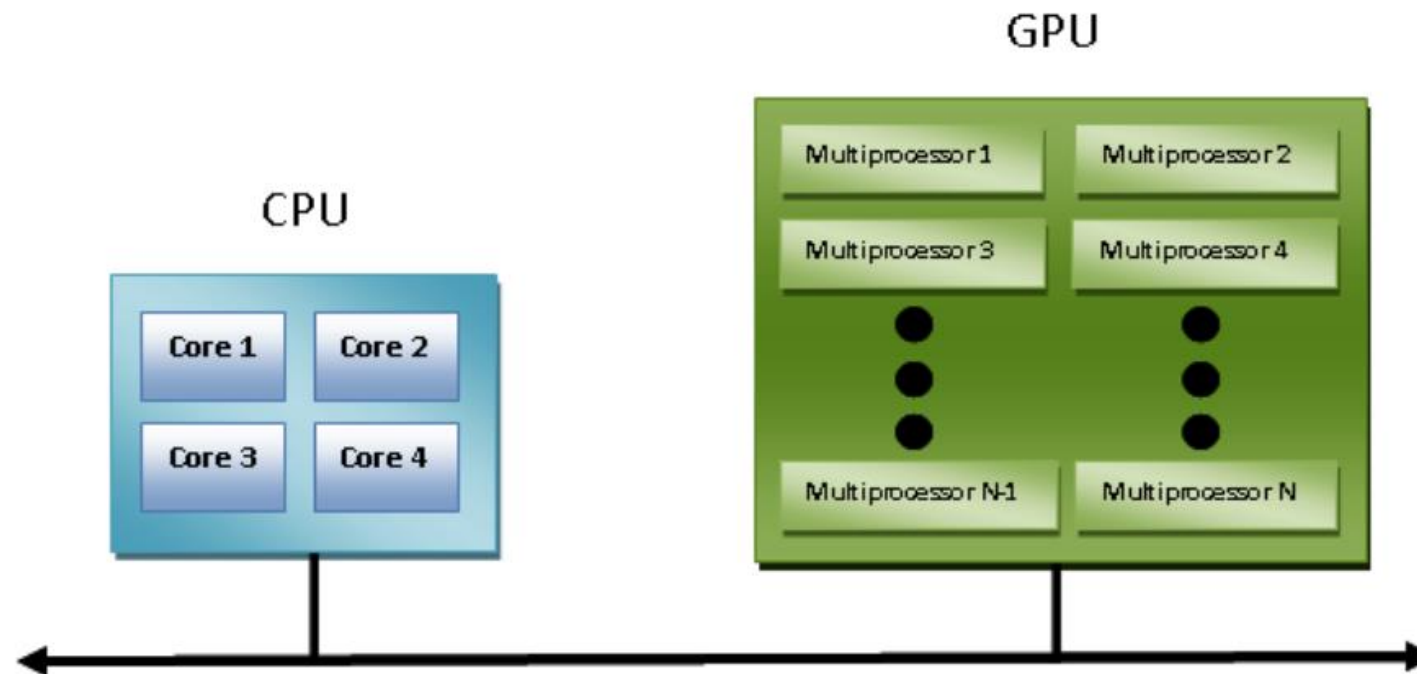 GPU
Multiprocessor 1
Multiprocessor 2
CPU
Multiprocessor 3
Multiprocessor 4
Core 1
Core 2
Core 3
Core 4
Multiprocessor N-1
Multiprocessor N